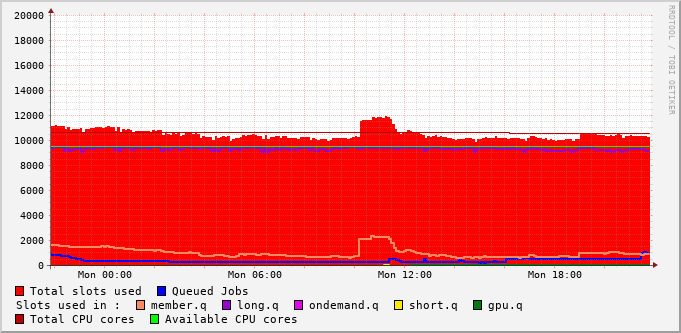 20000
18000
16000
14000
12000
10000
8000
6000
4000
2000
0
Mon 00:00 Mon 06:00 Mon 12:00 Mon 18:00
Total slots used Queued Jobs
Slots used in : member.q long.q ondemand.q short.q gpu.q
Total CPU cores Available CPU cores
RRDTOOL / TOBI OETIKER